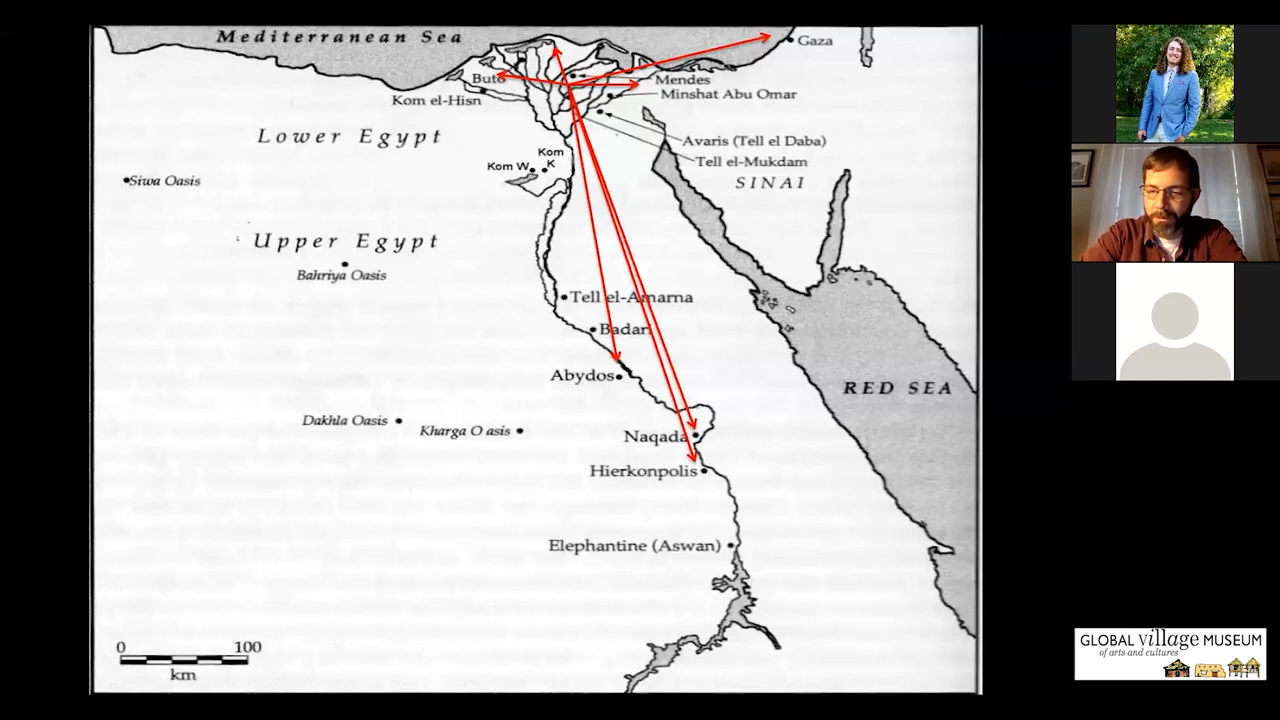 Mediterranean Sea
Gaza
Buto
Mendes
Kom el-Hisn
Minshat Abu Omar
Lower Egypt
Avaris (Tell el Daba)
Kom
Kom W
K
Tell el-Mukdam
Siwa Oasis
SINAI
Upper Egypt
Bahriya Oasis
Tell el-Amarna
Badari
Abydos
RED SEA
Dakhla Oasis
Kharga Oasis
Naqada
Hierkonpolis
Elephantine (Aswan)
0 100
km
GLOBAL village MUSEUM
of arts and cultures